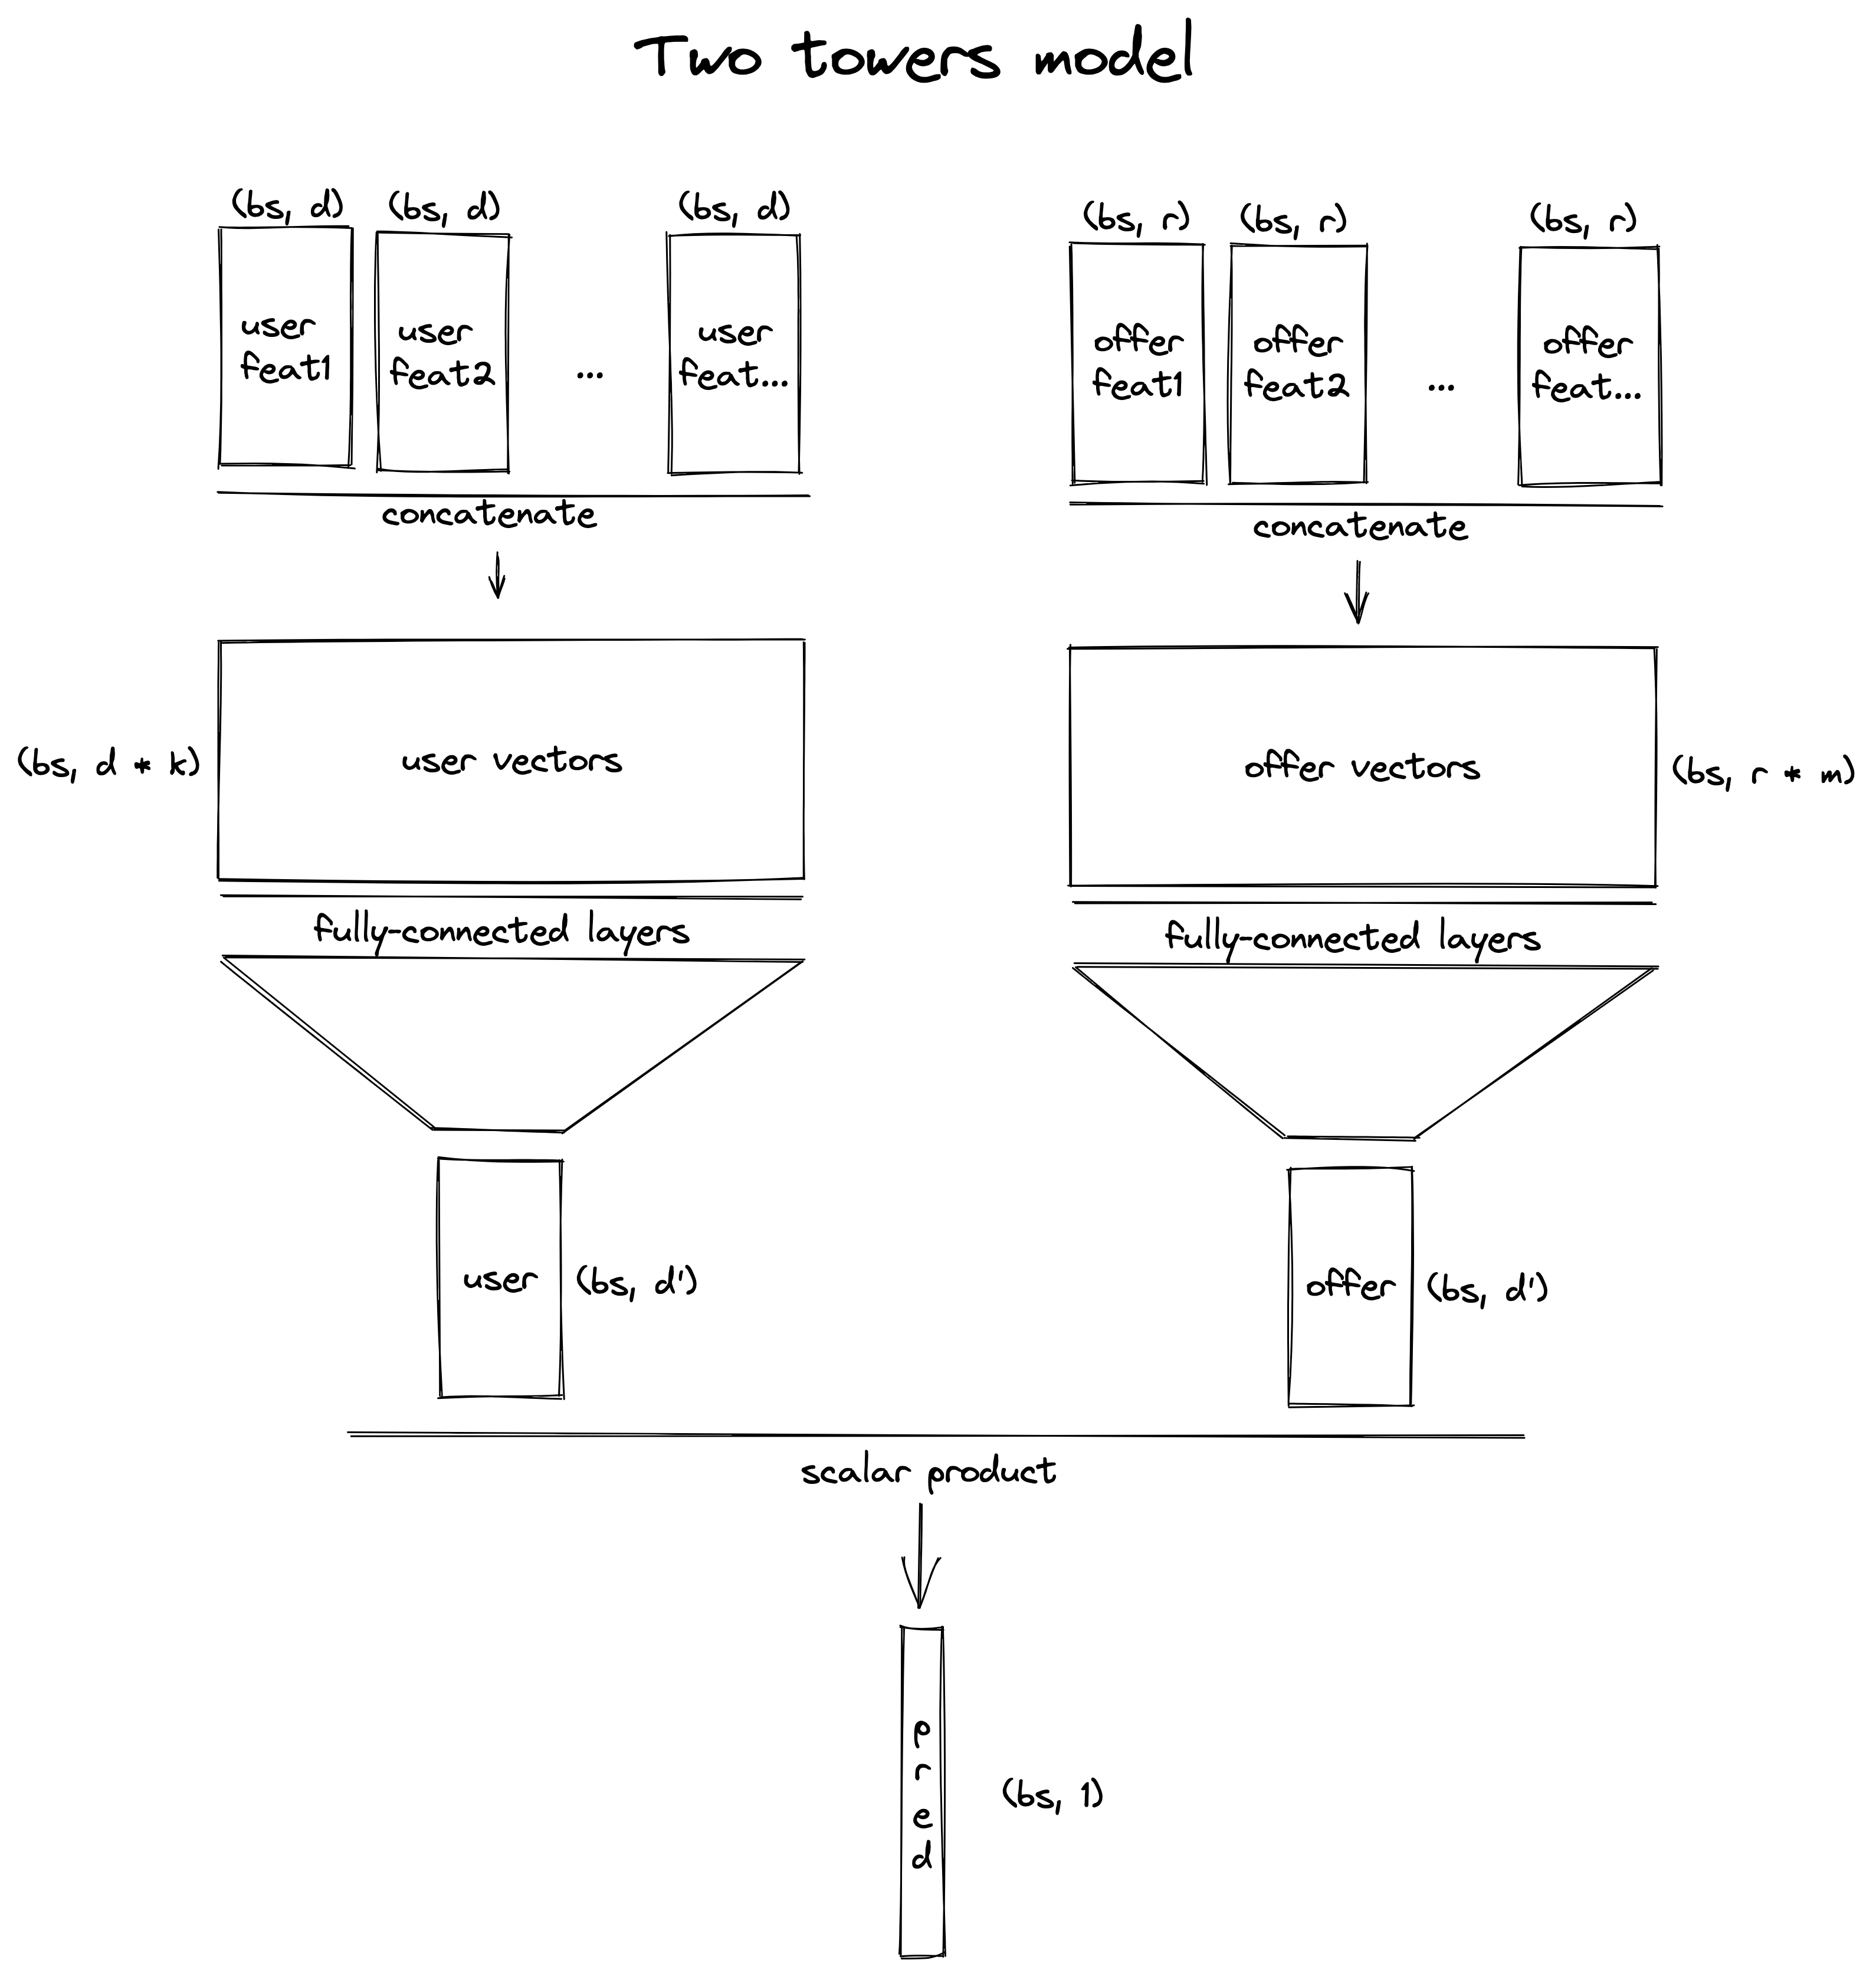 Two towers model
(bs, d)
(bs, d)
(bs, d)
(bs, r)
(bs, r)
(bs, r)
user
feat1
user
feat2
...
user
feat...
offer
feat1
offer
feat2
...
offer
feat...
concatenate
concatenate
(bs, d * k)
user vectors
offer vectors
(bs, r * m)
fully-connected layers
fully-connected layers
user
(bs, d')
offer
(bs, d')
scalar product
p
r
e
d
(bs, 1)